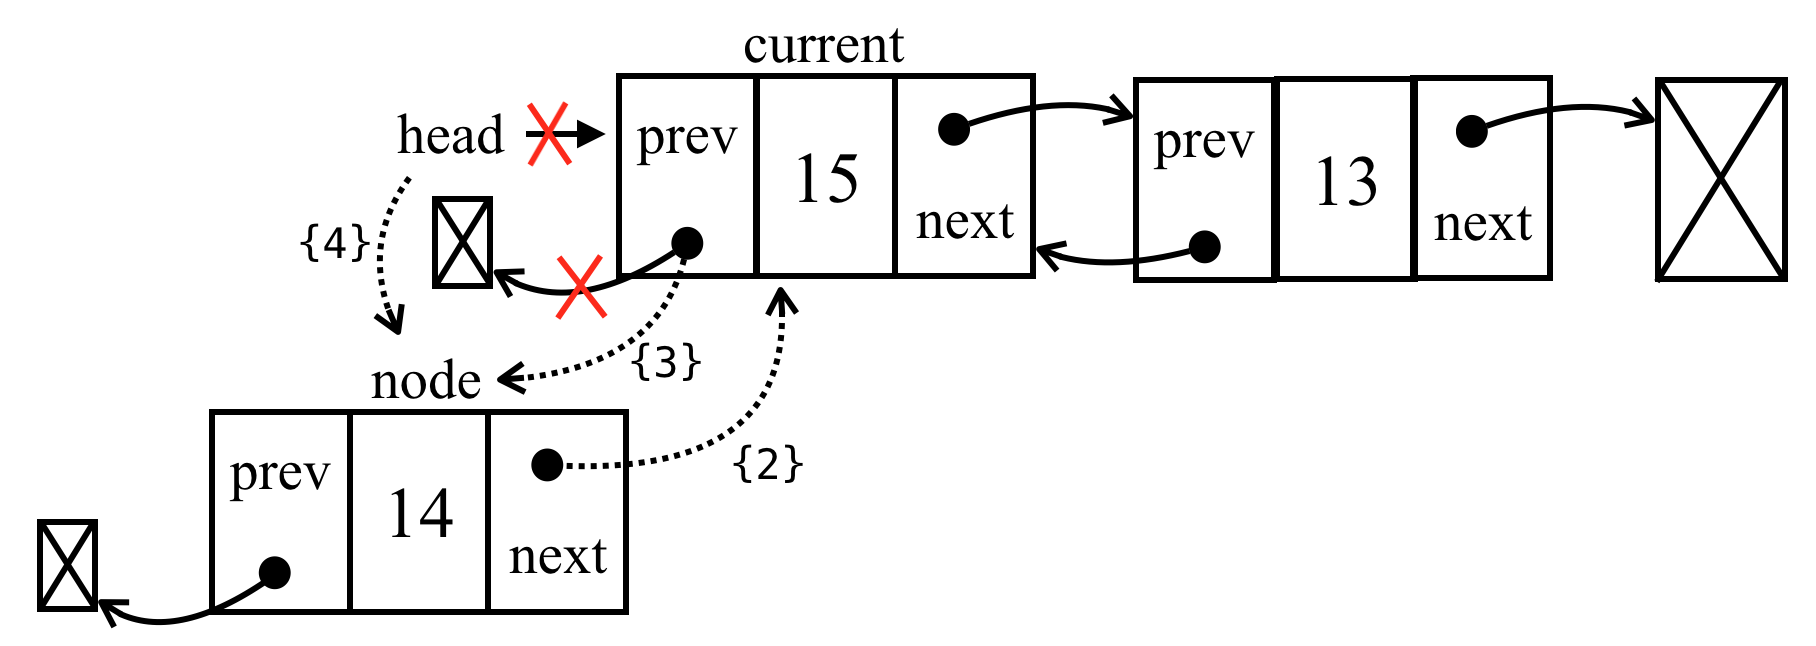 current
head
prev
15
next
prev
13
next
{4}
{3}
node
{2}
prev
14
next